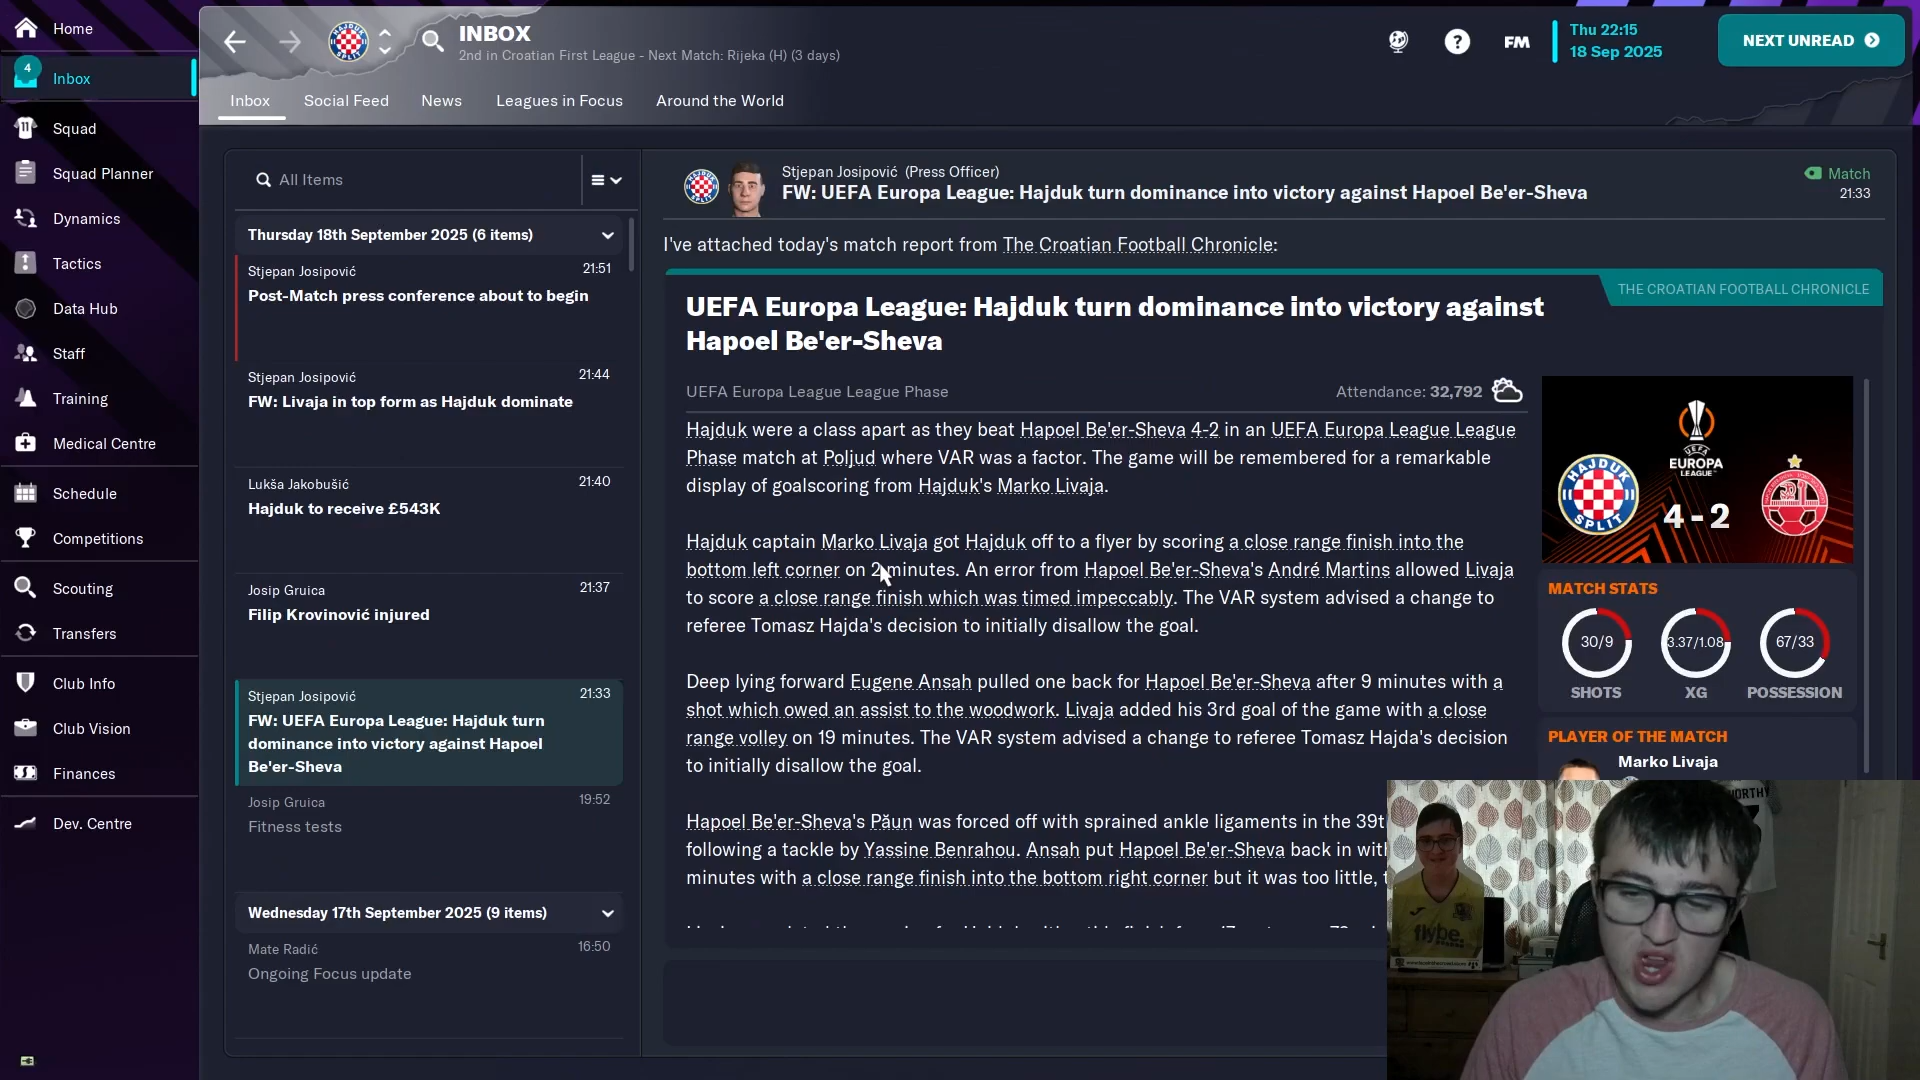 Home
4
Inbox
Squad
Squad Planner
Dynamics
Tactics
Data Hub
Staff
Training
Medical Centre
Schedule
Competitions
Scouting
Transfers
Club Info
Club Vision
Finances
Dev. Centre
INBOX
2nd in Croatian First League - Next Match: Rijeka (H) (3 days)
?
FM
Thu 22:15
18 Sep 2025
NEXT UNREAD
Inbox
Social Feed
News
Leagues in Focus
Around the World
All Items
Thursday 18th September 2025 (6 items)
Stjepan Josipović
21:51
Post-Match press conference about to begin
Stjepan Josipović
21:44
FW: Livaja in top form as Hajduk dominate
Lukša Jakobušić
21:40
Hajduk to receive £543K
Josip Gruica
21:37
Filip Krovinović injured
Stjepan Josipović
21:33
FW: UEFA Europa League: Hajduk turn
dominance into victory against Hapoel
Be'er-Sheva
Josip Gruica
19:52
Fitness tests
Wednesday 17th September 2025 (9 items)
Mate Radić
16:50
Ongoing Focus update
Stjepan Josipović (Press Officer)
FW: UEFA Europa League: Hajduk turn dominance into victory against Hapoel Be'er-Sheva
Match
21:33
I've attached today's match report from The Croatian Football Chronicle:
THE CROATIAN FOOTBALL CHRONICLE
UEFA Europa League: Hajduk turn dominance into victory against
Hapoel Be'er-Sheva
UEFA Europa League League Phase
Attendance: 32,792
Hajduk were a class apart as they beat Hapoel Be'er-Sheva 4-2 in an UEFA Europa League League
Phase match at Poljud where VAR was a factor. The game will be remembered for a remarkable
display of goalscoring from Hajduk's Marko Livaja.
Hajduk captain Marko Livaja got Hajduk off to a flyer by scoring a close range finish into the
bottom left corner on 2 minutes. An error from Hapoel Be'er-Sheva's André Martins allowed Livaja
to score a close range finish which was timed impeccably. The VAR system advised a change to
referee Tomasz Hajda's decision to initially disallow the goal.
Deep lying forward Eugene Ansah pulled one back for Hapoel Be'er-Sheva after 9 minutes with a
shot which owed an assist to the woodwork. Livaja added his 3rd goal of the game with a close
range volley on 19 minutes. The VAR system advised a change to referee Tomasz Hajda's decision
to initially disallow the goal.
Hapoel Be'er-Sheva's Păun was forced off with sprained ankle ligaments in the 39t
following a tackle by Yassine Benrahou. Ansah put Hapoel Be'er-Sheva back in with
minutes with a close range finish into the bottom right corner but it was too little, t
UEFA
EUROPA
LEAGUE
HAJDUK
SPLIT
4 - 2
MATCH STATS
30/9
3.37/1.08
67/33
SHOTS
XG
POSSESSION
PLAYER OF THE MATCH
Marko Livaja
WORTHY
flybe